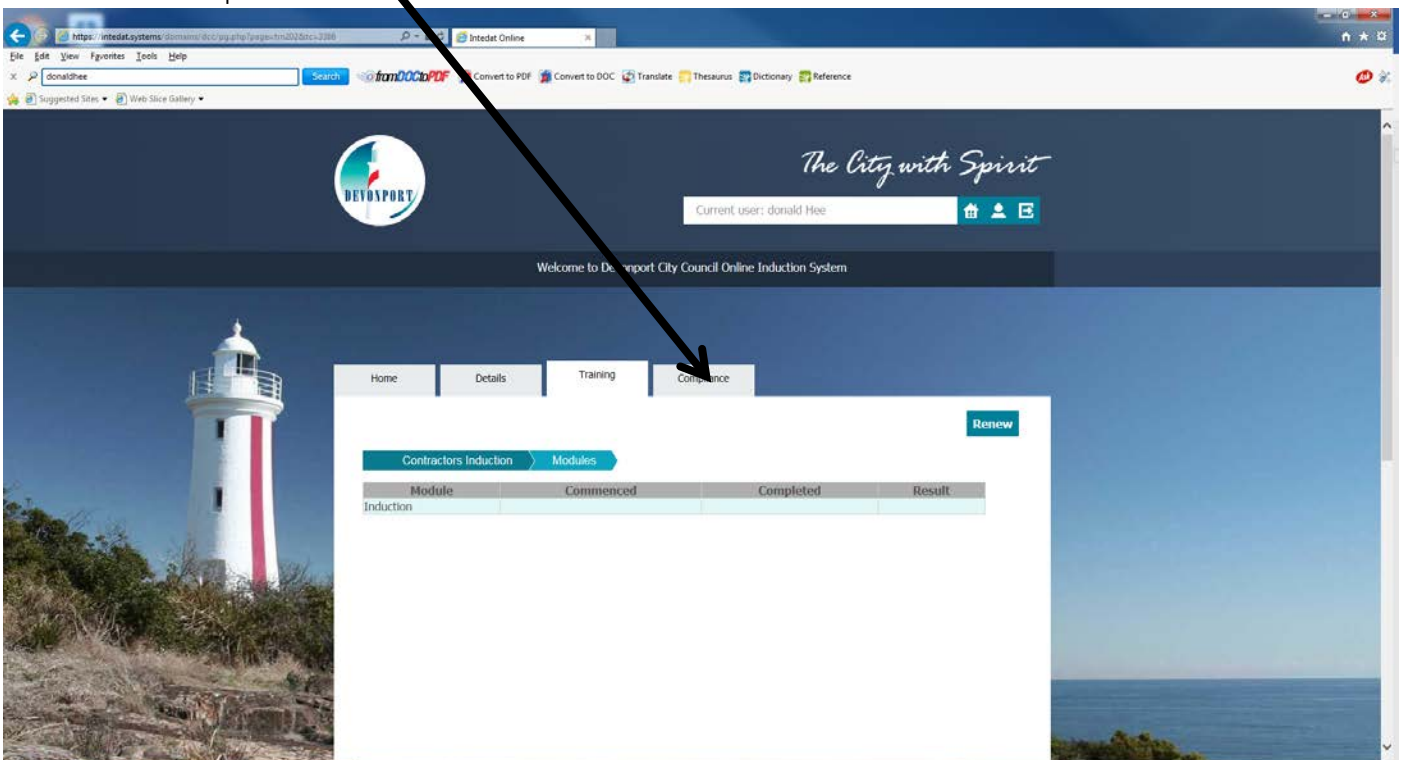 Intedat Online
File Edit View Favorites Tools Help
donaldhee Search fromDOCtoPDF Convert to PDF Convert to DOC Translate Thesaurus Dictionary Reference
Suggested Sites Web Slice Gallery
The City with Spirit
DEVONPORT
Current user: donald Hee
Welcome to Devonport City Council Online Induction System
Home Details Training Compliance
Renew
Contractors Induction Modules
Module Commenced Completed Result
Induction